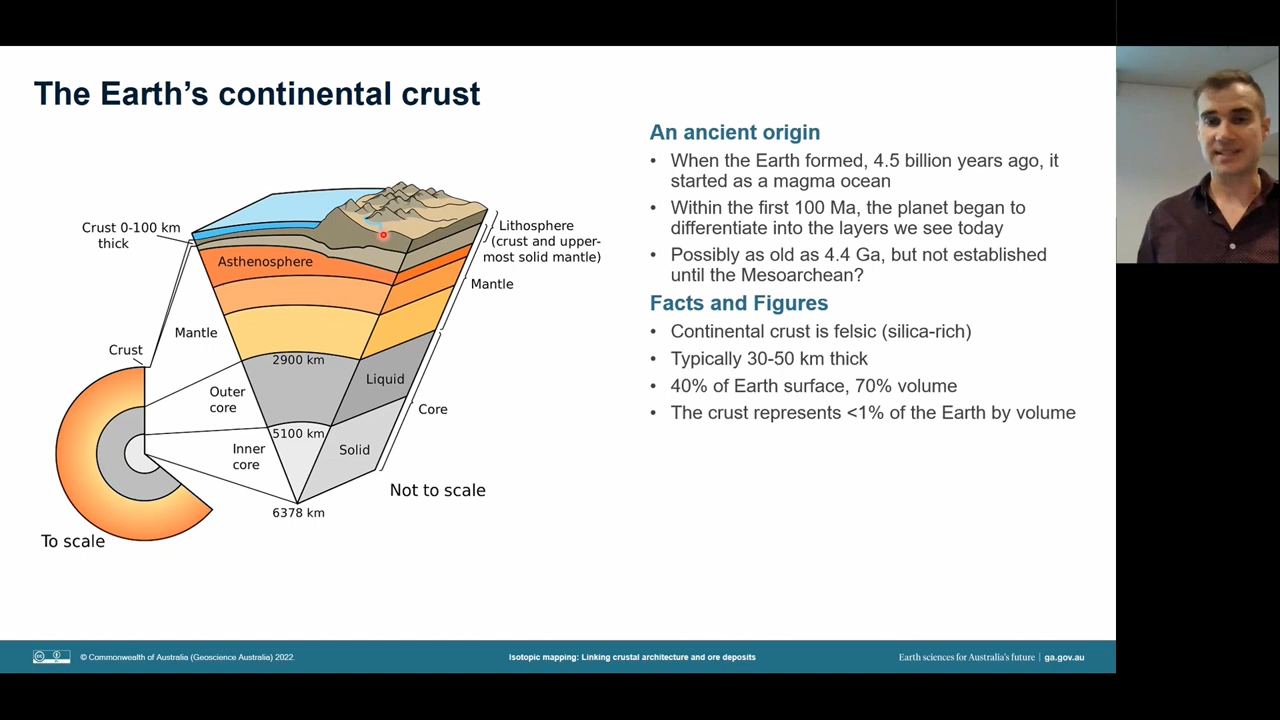 The Earth's continental crust
Crust 0-100 km
thick
Asthenosphere
Lithosphere
(crust and upper-
most solid mantle)
Mantle
Mantle
Crust
2900 km
Liquid
Outer
core
Core
5100 km
Inner
core
Solid
Not to scale
6378 km
To scale
An ancient origin
• When the Earth formed, 4.5 billion years ago, it
started as a magma ocean
• Within the first 100 Ma, the planet began to
differentiate into the layers we see today
• Possibly as old as 4.4 Ga, but not established
until the Mesoarchean?
Facts and Figures
• Continental crust is felsic (silica-rich)
• Typically 30-50 km thick
• 40% of Earth surface, 70% volume
• The crust represents <1% of the Earth by volume
© Commonwealth of Australia (Geoscience Australia) 2022.
Isotopic mapping: Linking crustal architecture and ore deposits
Earth sciences for Australia's future | ga.gov.au